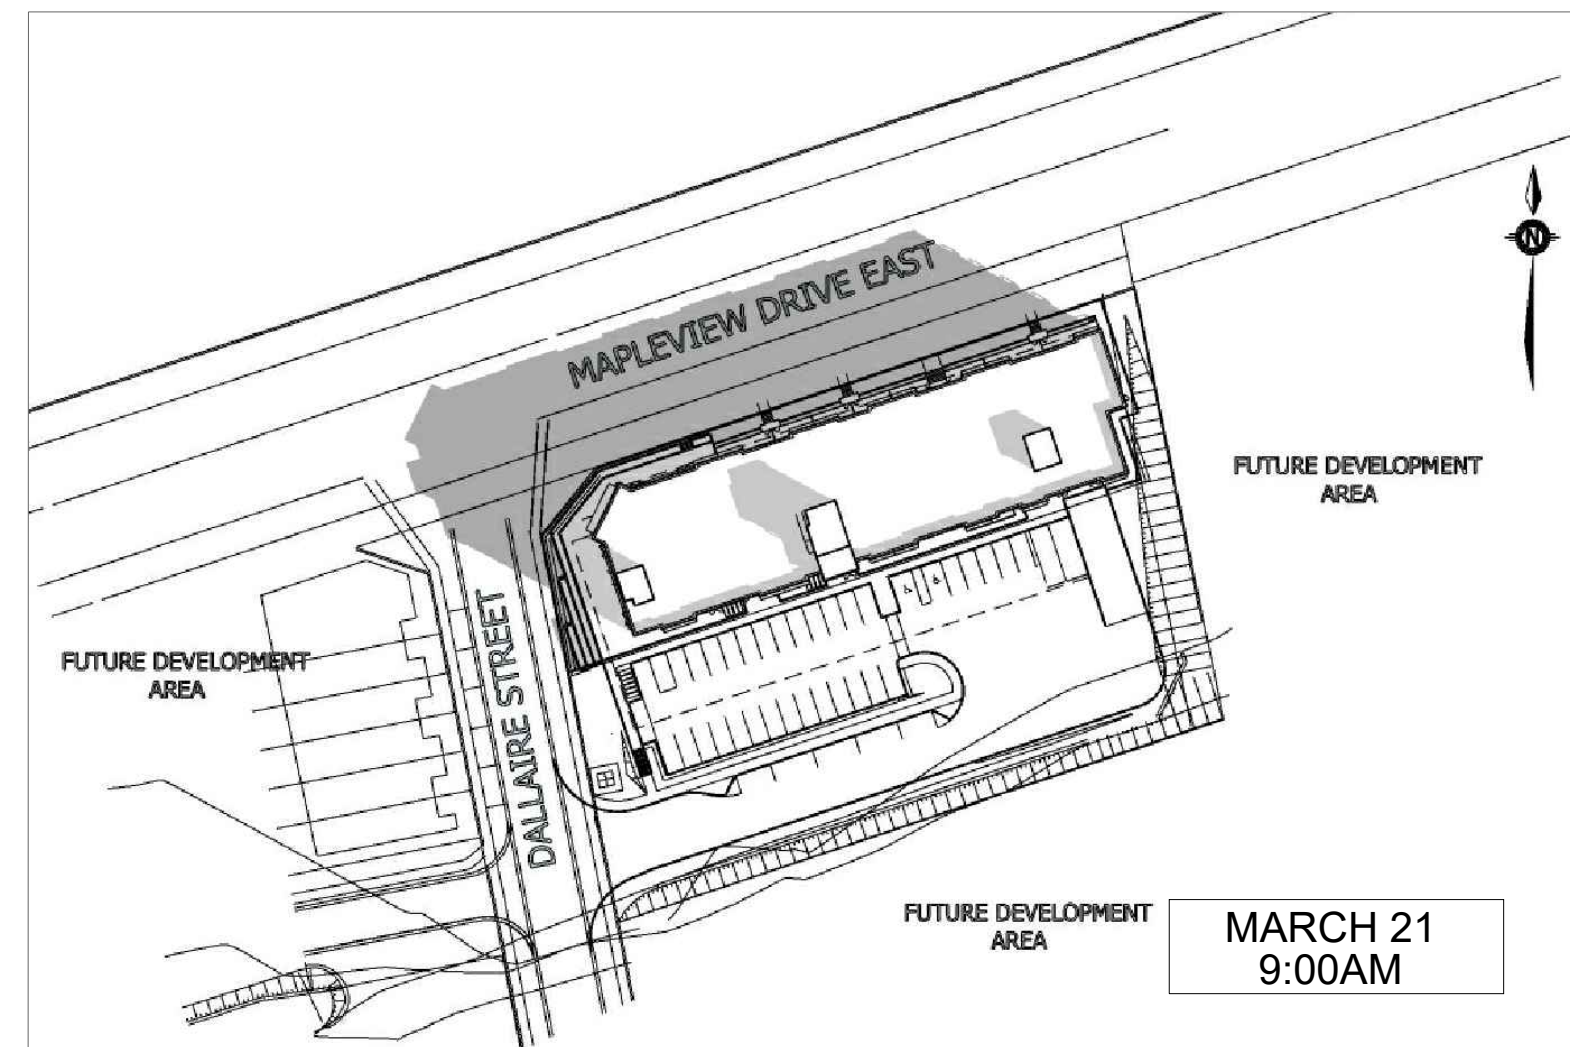 MAPLEVIEW DRIVE EAST
N
FUTURE DEVELOPMENT
AREA
FUTURE DEVELOPMENT
AREA
DALLAIRE STREET
FUTURE DEVELOPMENT
AREA
MARCH 21
9:00AM